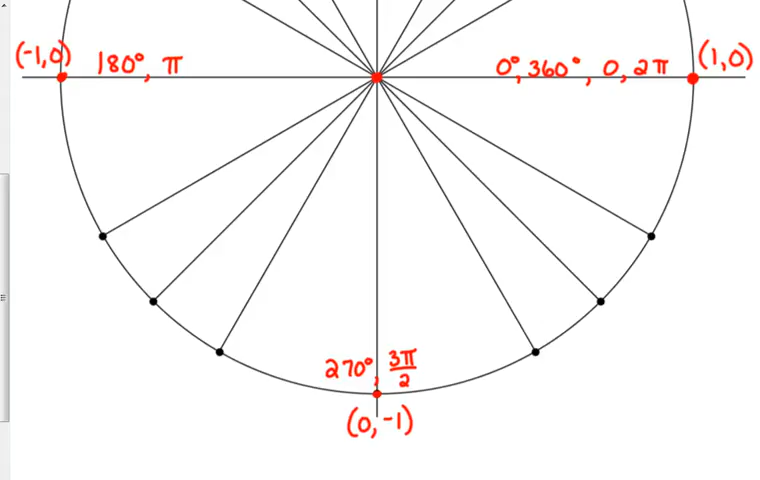 (-1,0) 180°, π 0°, 360°, 0, 2π (1,0)
270°, 3π/2
(0,-1)